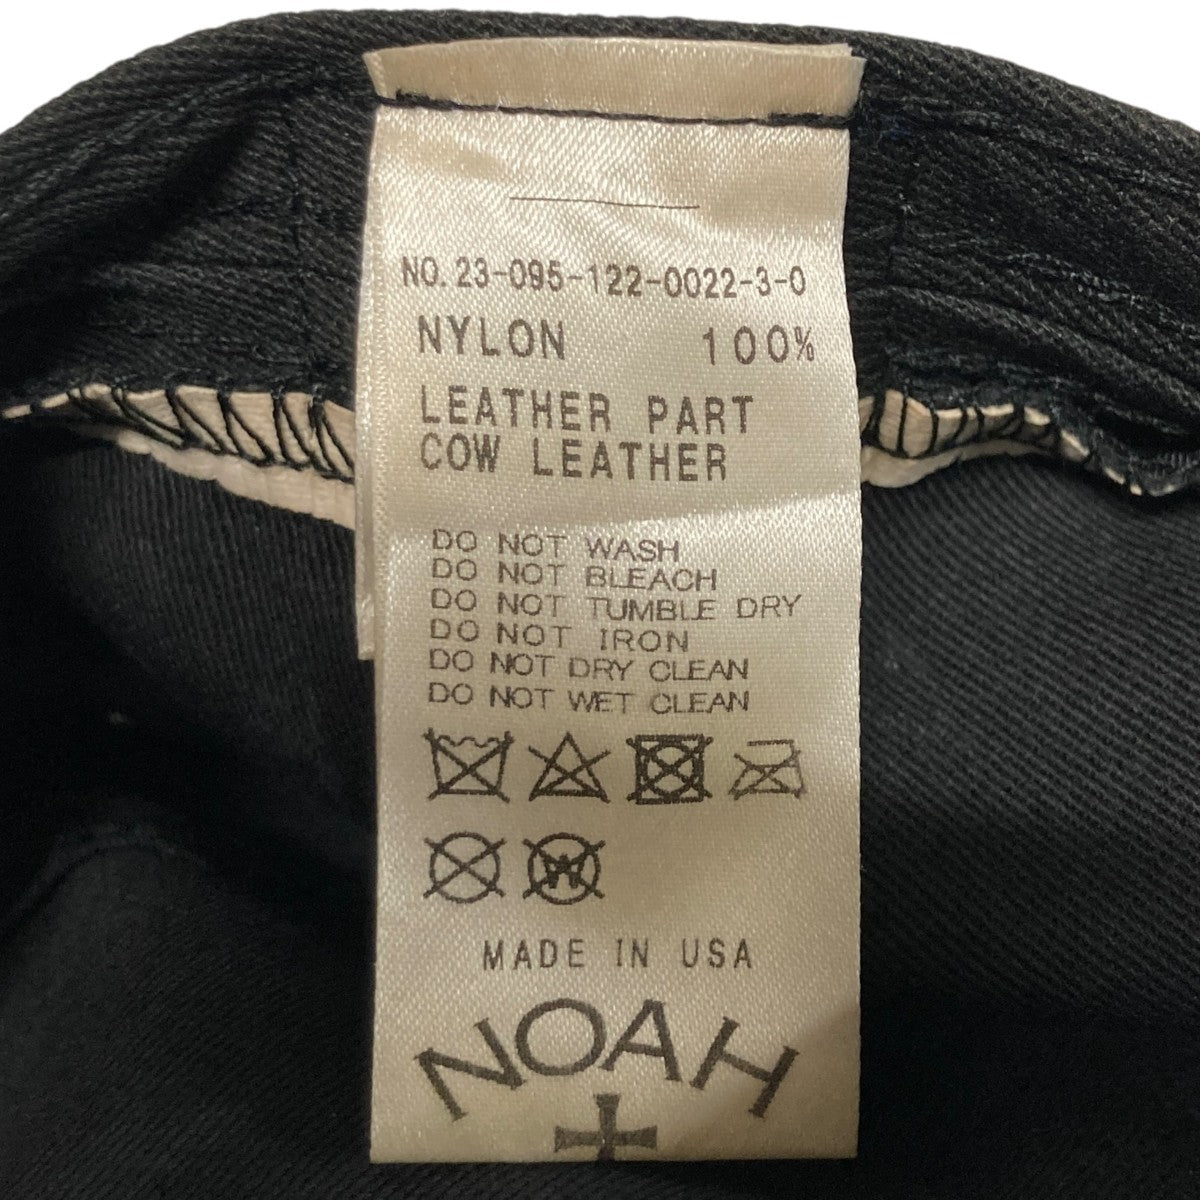 NO. 23-095-122-0022-3-0
NYLON 100%
LEATHER PART
COW LEATHER
DO NOT WASH
DO NOT BLEACH
DO NOT TUMBLE DRY
DO NOT IRON
DO NOT DRY CLEAN
DO NOT WET CLEAN
W
MADE IN USA
NOAH